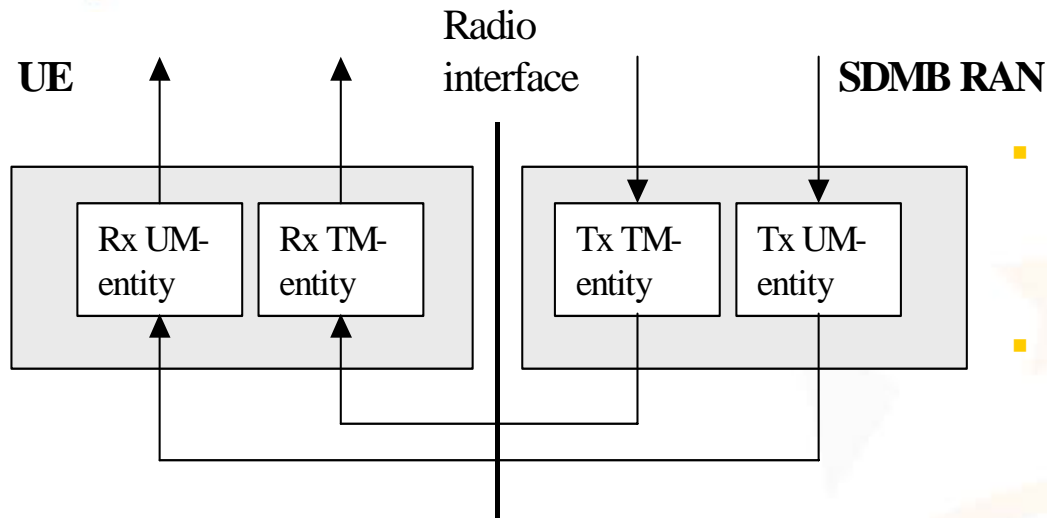 Radio
interface
UE
SDMB RAN
Rx UM-
entity
Rx TM-
entity
Tx TM-
entity
Tx UM-
entity